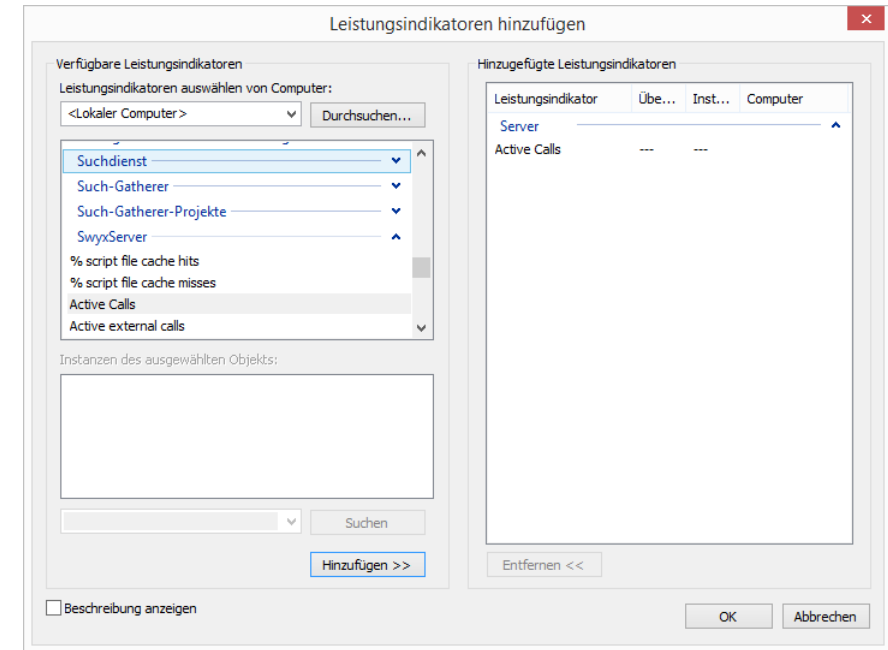 Leistungsindikatoren hinzufügen
Verfügbare Leistungsindikatoren
Leistungsindikatoren auswählen von Computer:
<Lokaler Computer>
Durchsuchen...
Suchdienst
Such-Gatherer
Such-Gatherer-Projekte
SwyxServer
% script file cache hits
% script file cache misses
Active Calls
Active external calls
Instanzen des ausgewählten Objekts:
Suchen
Hinzufügen >>
Beschreibung anzeigen
Hinzugefügte Leistungsindikatoren
Leistungsindikator Übe... Inst... Computer
Server
Active Calls --- ---
Entfernen <<
OK Abbrechen